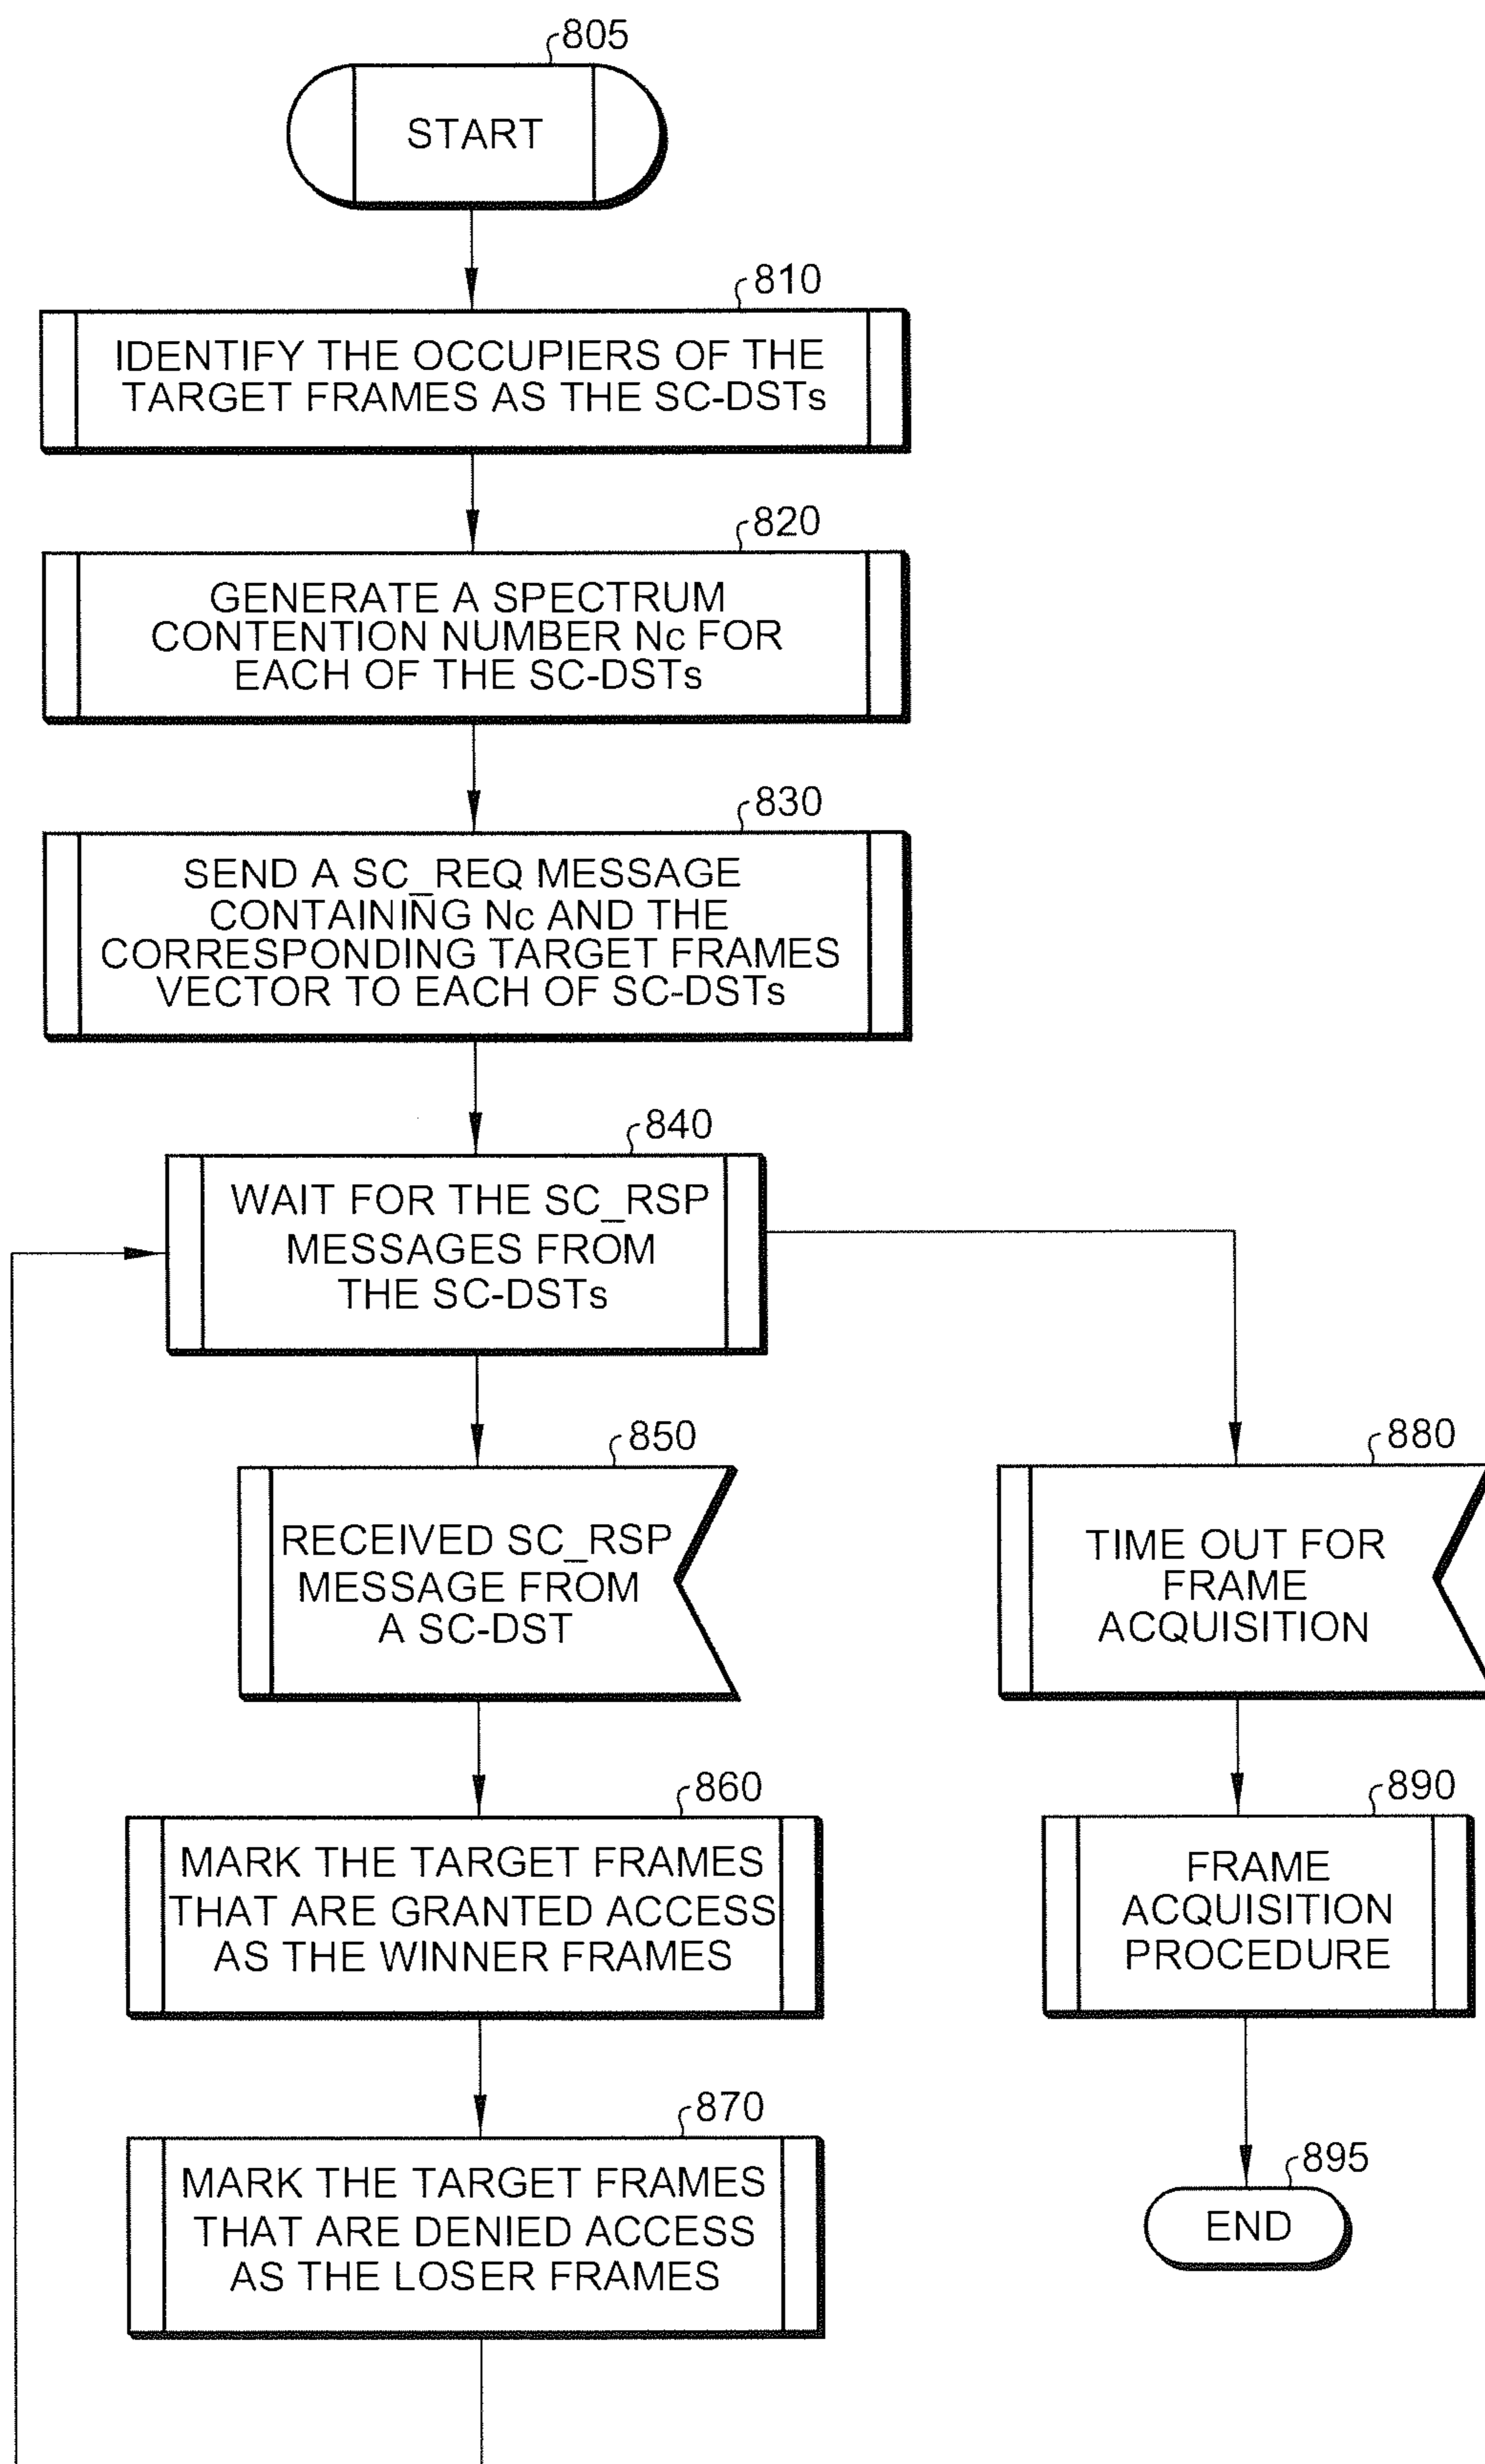 805
START
810
IDENTIFY THE OCCUPIERS OF THE
TARGET FRAMES AS THE SC-DSTs
820
GENERATE A SPECTRUM
CONTENTION NUMBER Nc FOR
EACH OF THE SC-DSTs
830
SEND A SC_REQ MESSAGE
CONTAINING Nc AND THE
CORRESPONDING TARGET FRAMES
VECTOR TO EACH OF SC-DSTs
840
WAIT FOR THE SC_RSP
MESSAGES FROM
THE SC-DSTs
850
RECEIVED SC_RSP
MESSAGE FROM
A SC-DST
860
MARK THE TARGET FRAMES
THAT ARE GRANTED ACCESS
AS THE WINNER FRAMES
870
MARK THE TARGET FRAMES
THAT ARE DENIED ACCESS
AS THE LOSER FRAMES
880
TIME OUT FOR
FRAME
ACQUISITION
890
FRAME
ACQUISITION
PROCEDURE
895
END